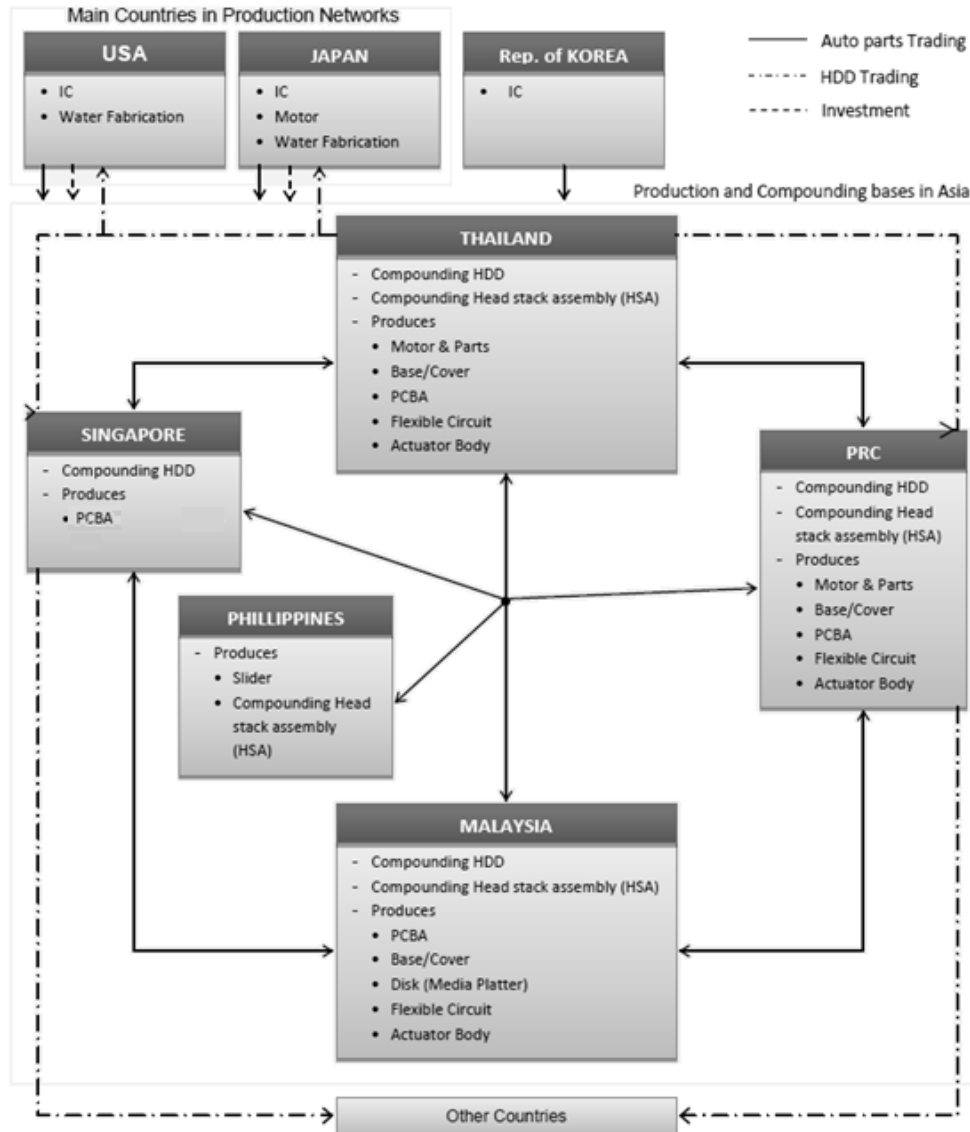 Main Countries in Production Networks
USA
• IC
• Water Fabrication
JAPAN
• IC
• Motor
• Water Fabrication
Rep. of KOREA
• IC
Auto parts Trading
HDD Trading
Investment
Production and Compounding bases in Asia
THAILAND
- Compounding HDD
- Compounding Head stack assembly (HSA)
- Produces
• Motor & Parts
• Base/Cover
• PCBA
• Flexible Circuit
• Actuator Body
SINGAPORE
- Compounding HDD
- Produces
• PCBA
PRC
- Compounding HDD
- Compounding Head
stack assembly (HSA)
- Produces
• Motor & Parts
• Base/Cover
• PCBA
• Flexible Circuit
• Actuator Body
PHILLIPPINES
- Produces
• Slider
• Compounding Head
stack assembly
(HSA)
MALAYSIA
- Compounding HDD
- Compounding Head stack assembly (HSA)
- Produces
• PCBA
• Base/Cover
• Disk (Media Platter)
• Flexible Circuit
• Actuator Body
Other Countries